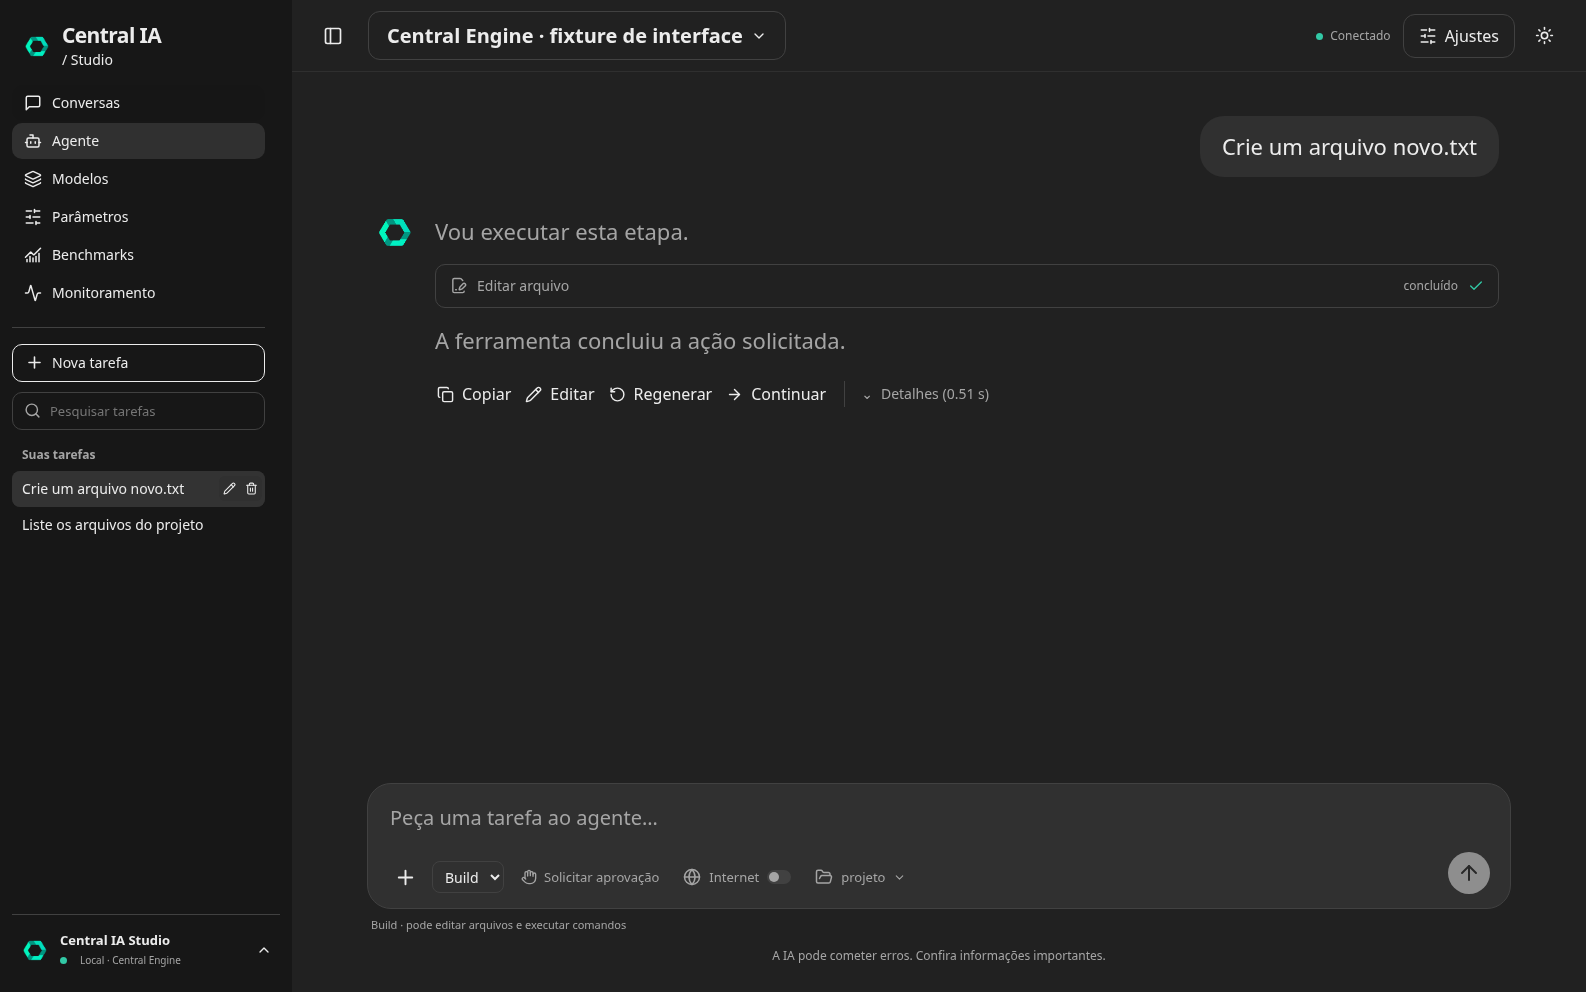 Central IA
/ Studio
Conversas
Agente
Modelos
Parâmetros
Benchmarks
Monitoramento
Nova tarefa
Pesquisar tarefas
Suas tarefas
Crie um arquivo novo.txt
Liste os arquivos do projeto
Central IA Studio
Local · Central Engine
Central Engine · fixture de interface
Conectado
Ajustes
Crie um arquivo novo.txt
Vou executar esta etapa.
Editar arquivo
concluído
A ferramenta concluiu a ação solicitada.
Copiar
Editar
Regenerar
Continuar
Detalhes (0.51 s)
Peça uma tarefa ao agente...
Build
Solicitar aprovação
Internet
projeto
Build · pode editar arquivos e executar comandos
A IA pode cometer erros. Confira informações importantes.